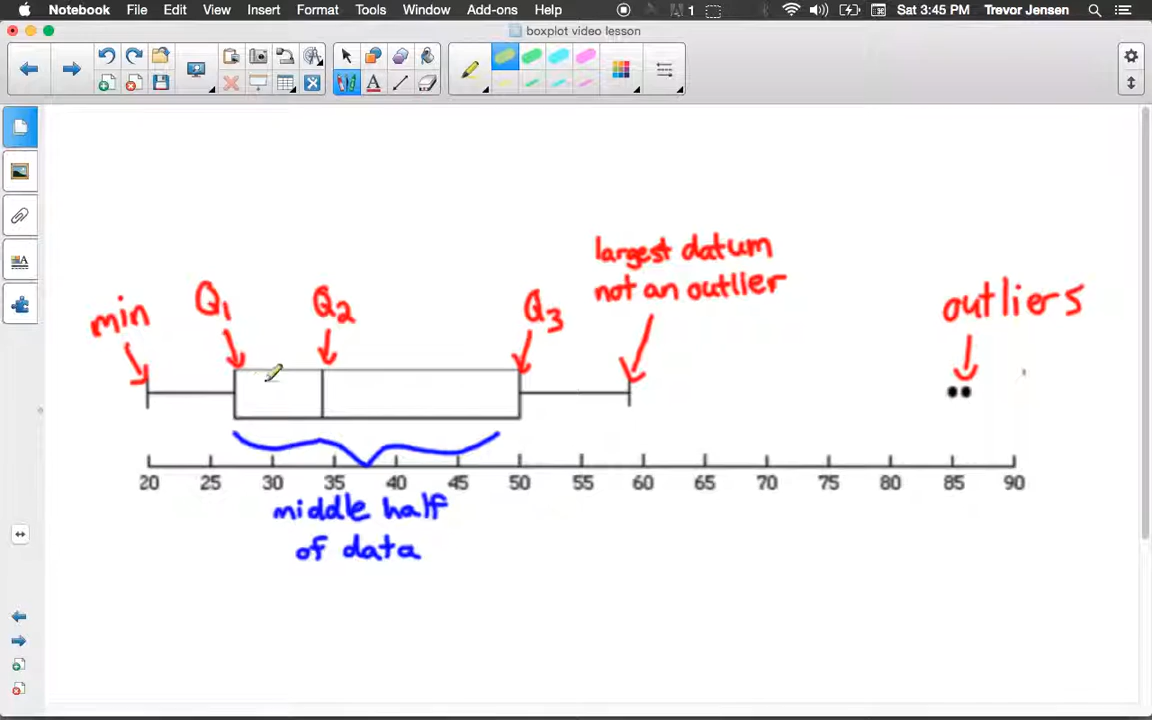 Notebook File Edit View Insert Format Tools Window Add-ons Help 1 Sat 3:45 PM Trevor Jensen
boxplot video lesson
A
largest datum
not an outlier
min Q1 Q2 Q3 outliers
20 25 30 35 40 45 50 55 60 65 70 75 80 85 90
middle half
of data